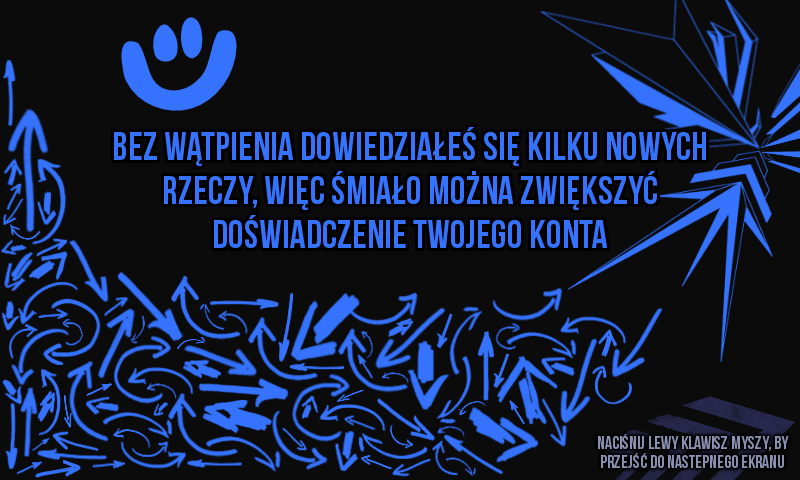 BEZ WĄTPIENIA DOWIEDZIAŁEŚ SIĘ KILKU NOWYCH
RZECZY, WIĘC ŚMIAŁO MOŻNA ZWIĘKSZYĆ
DOŚWIADCZENIE TWOJEGO KONTA
NACIŚNIJ LEWY KLAWISZ MYSZY, BY
PRZEJŚĆ DO NASTEPNEGO EKRANU